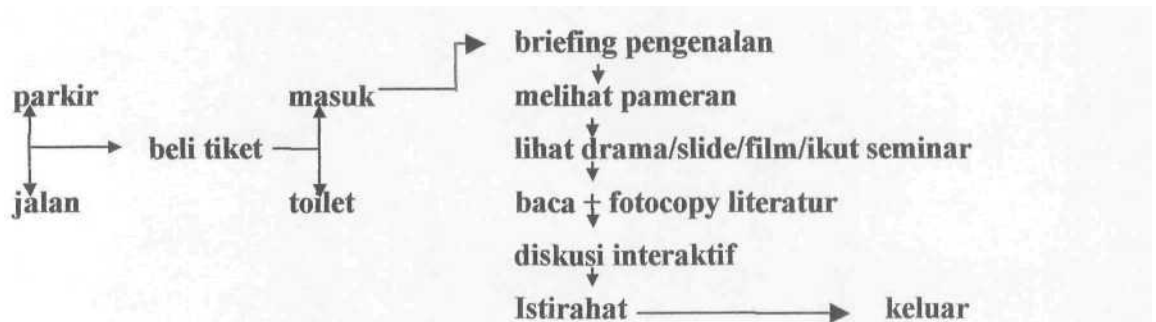 briefing pengenalan
parkir masuk melihat pameran
beli tiket lihat drama/slide/film/ikut seminar
jalan toilet baca + fotocopy literatur
diskusi interaktif
Istirahat keluar